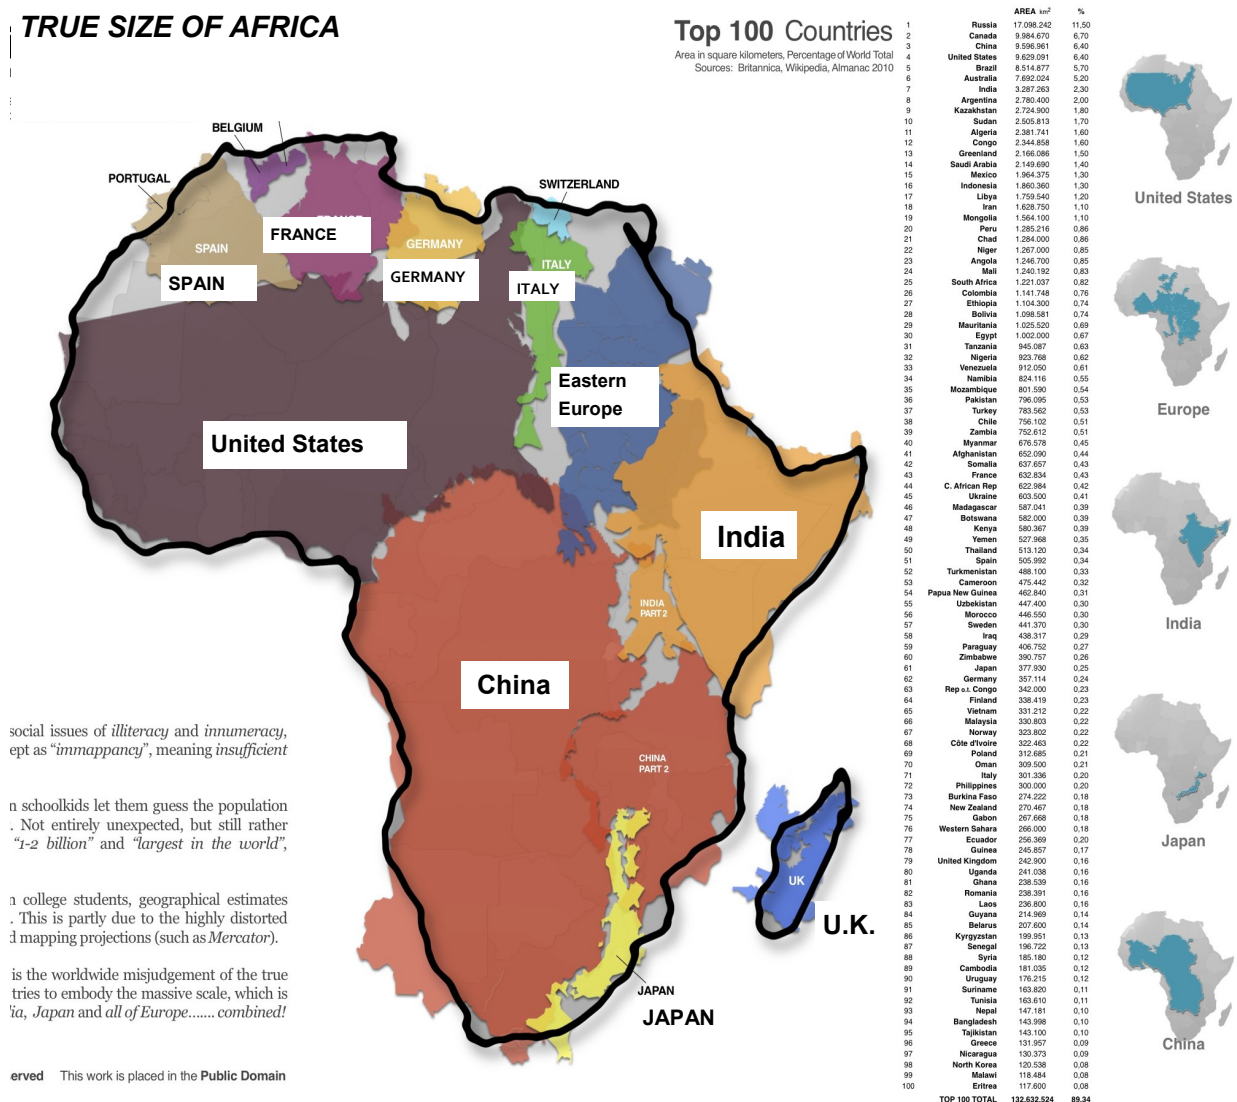 TRUE SIZE OF AFRICA
Top 100 Countries
Area in square kilometers, Percentage of World Total
Sources: Britannica, Wikipedia, Almanac 2010
BELGIUM
PORTUGAL
SWITZERLAND
SPAIN
FRANCE
GERMANY
ITALY
SPAIN
FRANCE
GERMANY
ITALY
Eastern
Europe
United States
India
INDIA
PART 2
China
CHINA
PART 2
UK
U.K.
JAPAN
JAPAN
social issues of illiteracy and innumeracy,
ept as “immappancy”, meaning insufficient
n schoolkids let them guess the population
. Not entirely unexpected, but still rather
“1-2 billion” and “largest in the world”,
n college students, geographical estimates
. This is partly due to the highly distorted
d mapping projections (such as Mercator).
is the worldwide misjudgement of the true
tries to embody the massive scale, which is
ia, Japan and all of Europe....... combined!
erved This work is placed in the Public Domain
AREA km² %
1 Russia 17.098.242 11,50
2 Canada 9.984.670 6,70
3 China 9.596.961 6,40
4 United States 9.629.091 6,40
5 Brazil 8.514.877 5,70
6 Australia 7.692.024 5,20
7 India 3.287.263 2,30
8 Argentina 2.780.400 2,00
9 Kazakhstan 2.724.900 1,80
10 Sudan 2.505.813 1,70
11 Algeria 2.381.741 1,60
12 Congo 2.344.858 1,60
13 Greenland 2.166.086 1,50
14 Saudi Arabia 2.149.690 1,40
15 Mexico 1.964.375 1,30
16 Indonesia 1.860.360 1,30
17 Libya 1.759.540 1,20
18 Iran 1.628.750 1,10
19 Mongolia 1.564.100 1,10
20 Peru 1.285.216 0,86
21 Chad 1.284.000 0,86
22 Niger 1.267.000 0,85
23 Angola 1.246.700 0,85
24 Mali 1.240.192 0,83
25 South Africa 1.221.037 0,82
26 Colombia 1.141.748 0,76
27 Ethiopia 1.104.300 0,74
28 Bolivia 1.098.581 0,74
29 Mauritania 1.025.520 0,69
30 Egypt 1.002.000 0,67
31 Tanzania 945.087 0,63
32 Nigeria 923.768 0,62
33 Venezuela 912.050 0,61
34 Namibia 824.116 0,55
35 Mozambique 801.590 0,54
36 Pakistan 796.095 0,53
37 Turkey 783.562 0,53
38 Chile 756.102 0,51
39 Zambia 752.612 0,51
40 Myanmar 676.578 0,45
41 Afghanistan 652.090 0,44
42 Somalia 637.657 0,43
43 France 632.834 0,43
44 C. African Rep 622.984 0,42
45 Ukraine 603.500 0,41
46 Madagascar 587.041 0,39
47 Botswana 582.000 0,39
48 Kenya 580.367 0,39
49 Yemen 527.968 0,35
50 Thailand 513.120 0,34
51 Spain 505.992 0,34
52 Turkmenistan 488.100 0,33
53 Cameroon 475.442 0,32
54 Papua New Guinea 462.840 0,31
55 Uzbekistan 447.400 0,30
56 Morocco 446.550 0,30
57 Sweden 441.370 0,30
58 Iraq 438.317 0,29
59 Paraguay 406.752 0,27
60 Zimbabwe 390.757 0,26
61 Japan 377.930 0,25
62 Germany 357.114 0,24
63 Rep o.t. Congo 342.000 0,23
64 Finland 338.419 0,23
65 Vietnam 331.212 0,22
66 Malaysia 330.803 0,22
67 Norway 323.802 0,22
68 Côte d'Ivoire 322.463 0,22
69 Poland 312.685 0,21
70 Oman 309.500 0,21
71 Italy 301.336 0,20
72 Philippines 300.000 0,20
73 Burkina Faso 274.222 0,18
74 New Zealand 270.467 0,18
75 Gabon 267.668 0,18
76 Western Sahara 266.000 0,18
77 Ecuador 256.369 0,20
78 Guinea 245.857 0,17
79 United Kingdom 242.900 0,16
80 Uganda 241.038 0,16
81 Ghana 238.539 0,16
82 Romania 238.391 0,16
83 Laos 236.800 0,16
84 Guyana 214.969 0,14
85 Belarus 207.600 0,14
86 Kyrgyzstan 199.951 0,13
87 Senegal 196.722 0,13
88 Syria 185.180 0,12
89 Cambodia 181.035 0,12
90 Uruguay 176.215 0,12
91 Suriname 163.820 0,11
92 Tunisia 163.610 0,11
93 Nepal 147.181 0,10
94 Bangladesh 143.998 0,10
95 Tajikistan 143.100 0,10
96 Greece 131.957 0,09
97 Nicaragua 130.373 0,09
98 North Korea 120.538 0,08
99 Malawi 118.484 0,08
100 Eritrea 117.600 0,08
TOP 100 TOTAL 132.632.524 89,34
United States
Europe
India
Japan
China